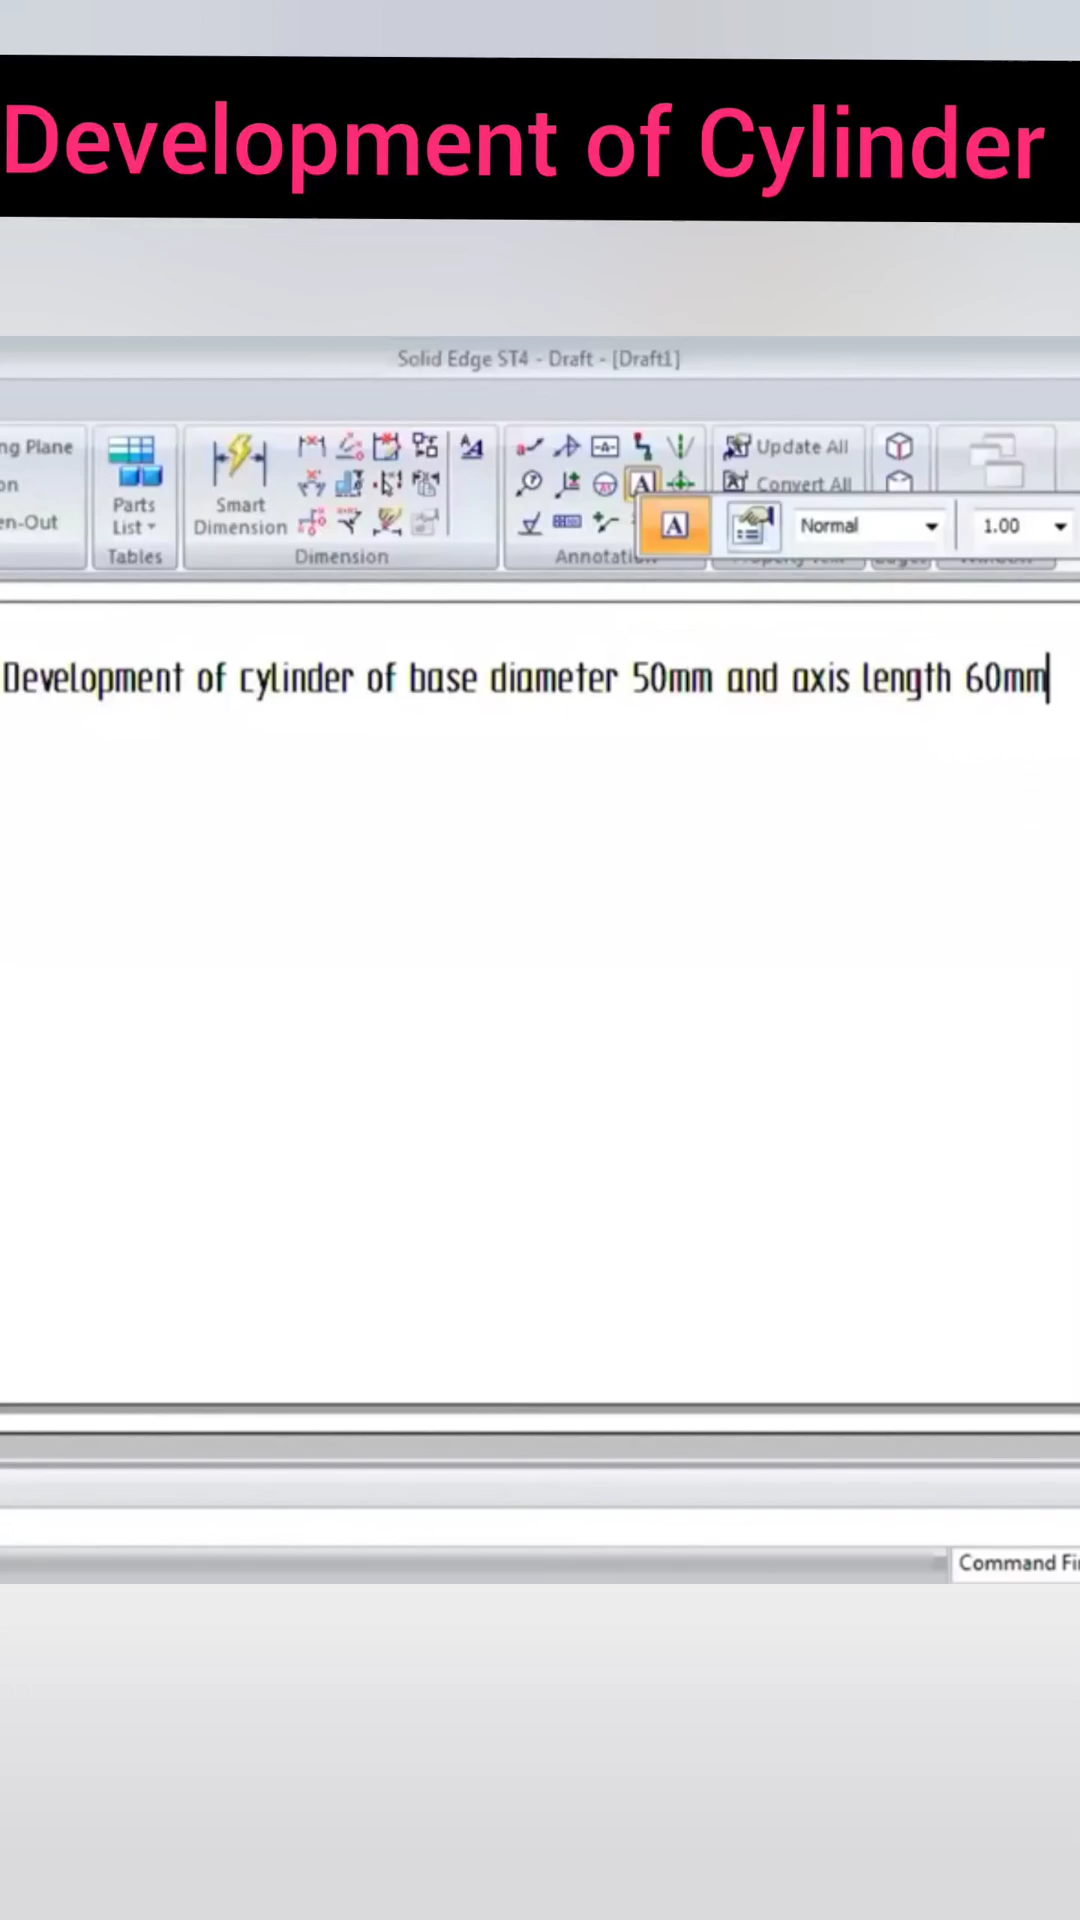 Development of Cylinder
Solid Edge ST4 - Draft - [Draft1]
ng Plane
on
en-Out
Parts
List
Tables
Smart
Dimension
Dimension
Annotati
Update All
Convert All
A
Normal
1.00
Development of cylinder of base diameter 50mm and axis length 60mm
Command Fi